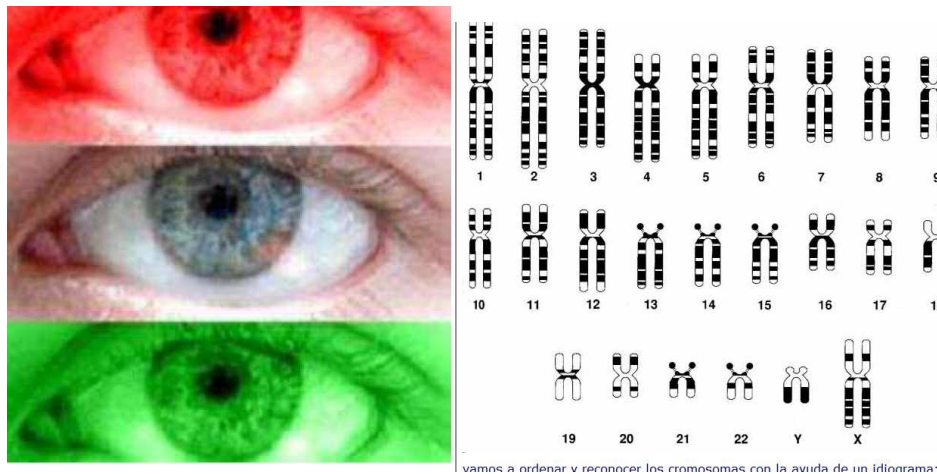 1 2 3 4 5 6 7 8 9
10 11 12 13 14 15 16 17
19 20 21 22 Y X
vamos a ordenar y reconocer los cromosomas con la ayuda de un idiograma: